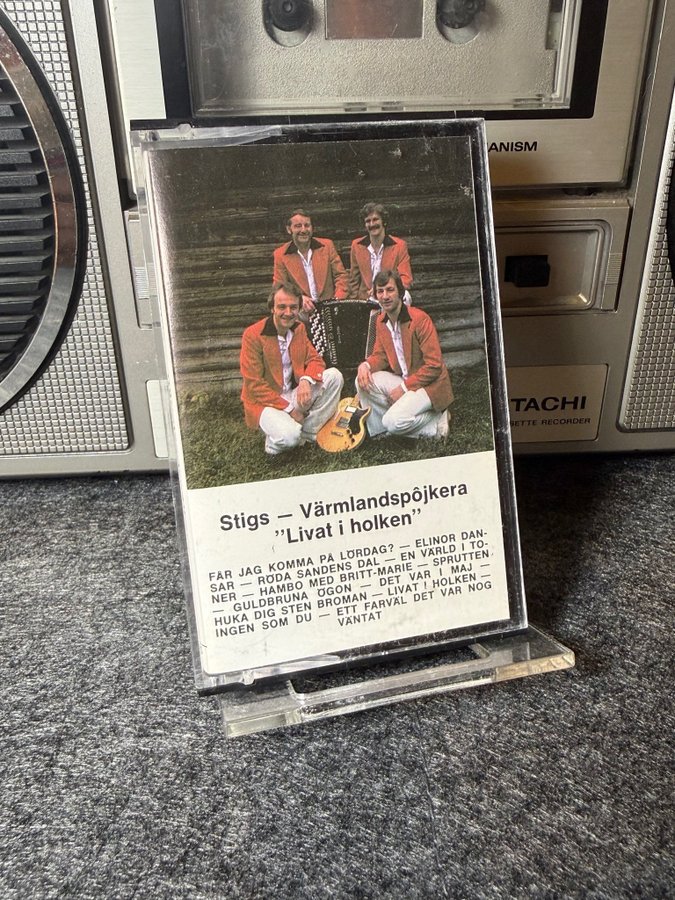 ANISM
TACHI
SETTE RECORDER
Stigs – Värmlandspôjkera
"Livat i holken"
FÅR JAG KOMMA PÅ LÖRDAG? – ELINOR DAN-
SAR – RÖDA SANDENS DAL – EN VÄRLD I TO-
NER – HAMBO MED BRITT-MARIE – SPRUTTEN
– GULDBRUNA ÖGON – DET VAR I MAJ –
HUKA DIG STEN BROMAN – LIVAT I HOLKEN –
INGEN SOM DU – ETT FARVÄL DET VAR NOG
VÄNTAT